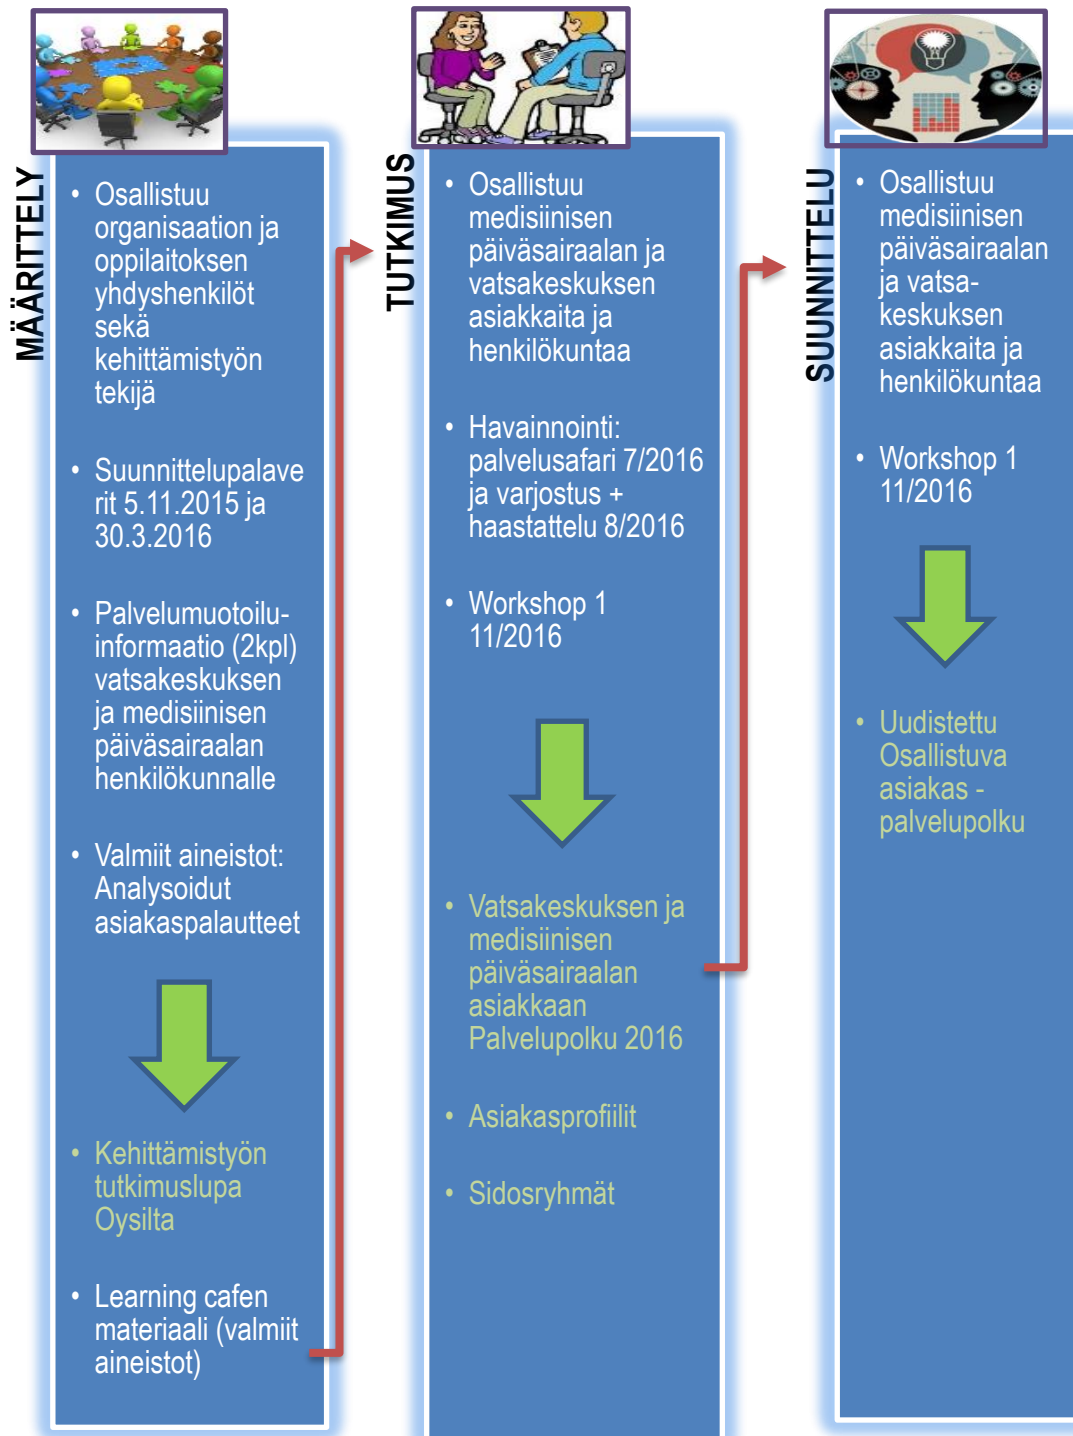 MÄÄRITTELY
• Osallistuu
organisaation ja
oppilaitoksen
yhdyshenkilöt
sekä
kehittämistyön
tekijä
• Suunnittelupalave
rit 5.11.2015 ja
30.3.2016
• Palvelumuotoilu-
informaatio (2kpl)
vatsakeskuksen
ja medisiinisen
päiväsairaalan
henkilökunnalle
• Valmiit aineistot:
Analysoidut
asiakaspalautteet
• Kehittämistyön
tutkimuslupa
Oysilta
• Learning cafen
materiaali (valmiit
aineistot)
TUTKIMUS
• Osallistuu
medisiinisen
päiväsairaalan ja
vatsakeskuksen
asiakkaita ja
henkilökuntaa
• Havainnointi:
palvelusafari 7/2016
ja varjostus +
haastattelu 8/2016
• Workshop 1
11/2016
• Vatsakeskuksen ja
medisiinisen
päiväsairaalan
asiakkaan
Palvelupolku 2016
• Asiakasprofiilit
• Sidosryhmät
SUUNNITTELU
• Osallistuu
medisiinisen
päiväsairaalan
ja vatsa-
keskuksen
asiakkaita ja
henkilökuntaa
• Workshop 1
11/2016
• Uudistettu
Osallistuva
asiakas -
palvelupolku